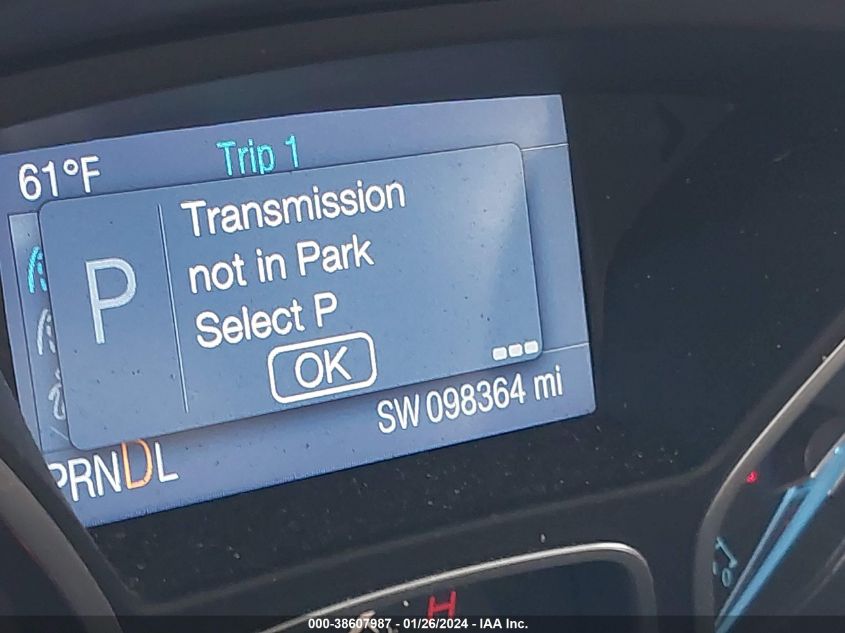 61°F
Trip 1
P
Transmission
not in Park
Select P
OK
SW 098364 mi
PRNDL
H
000-38607987 - 01/26/2024 - IAA Inc.